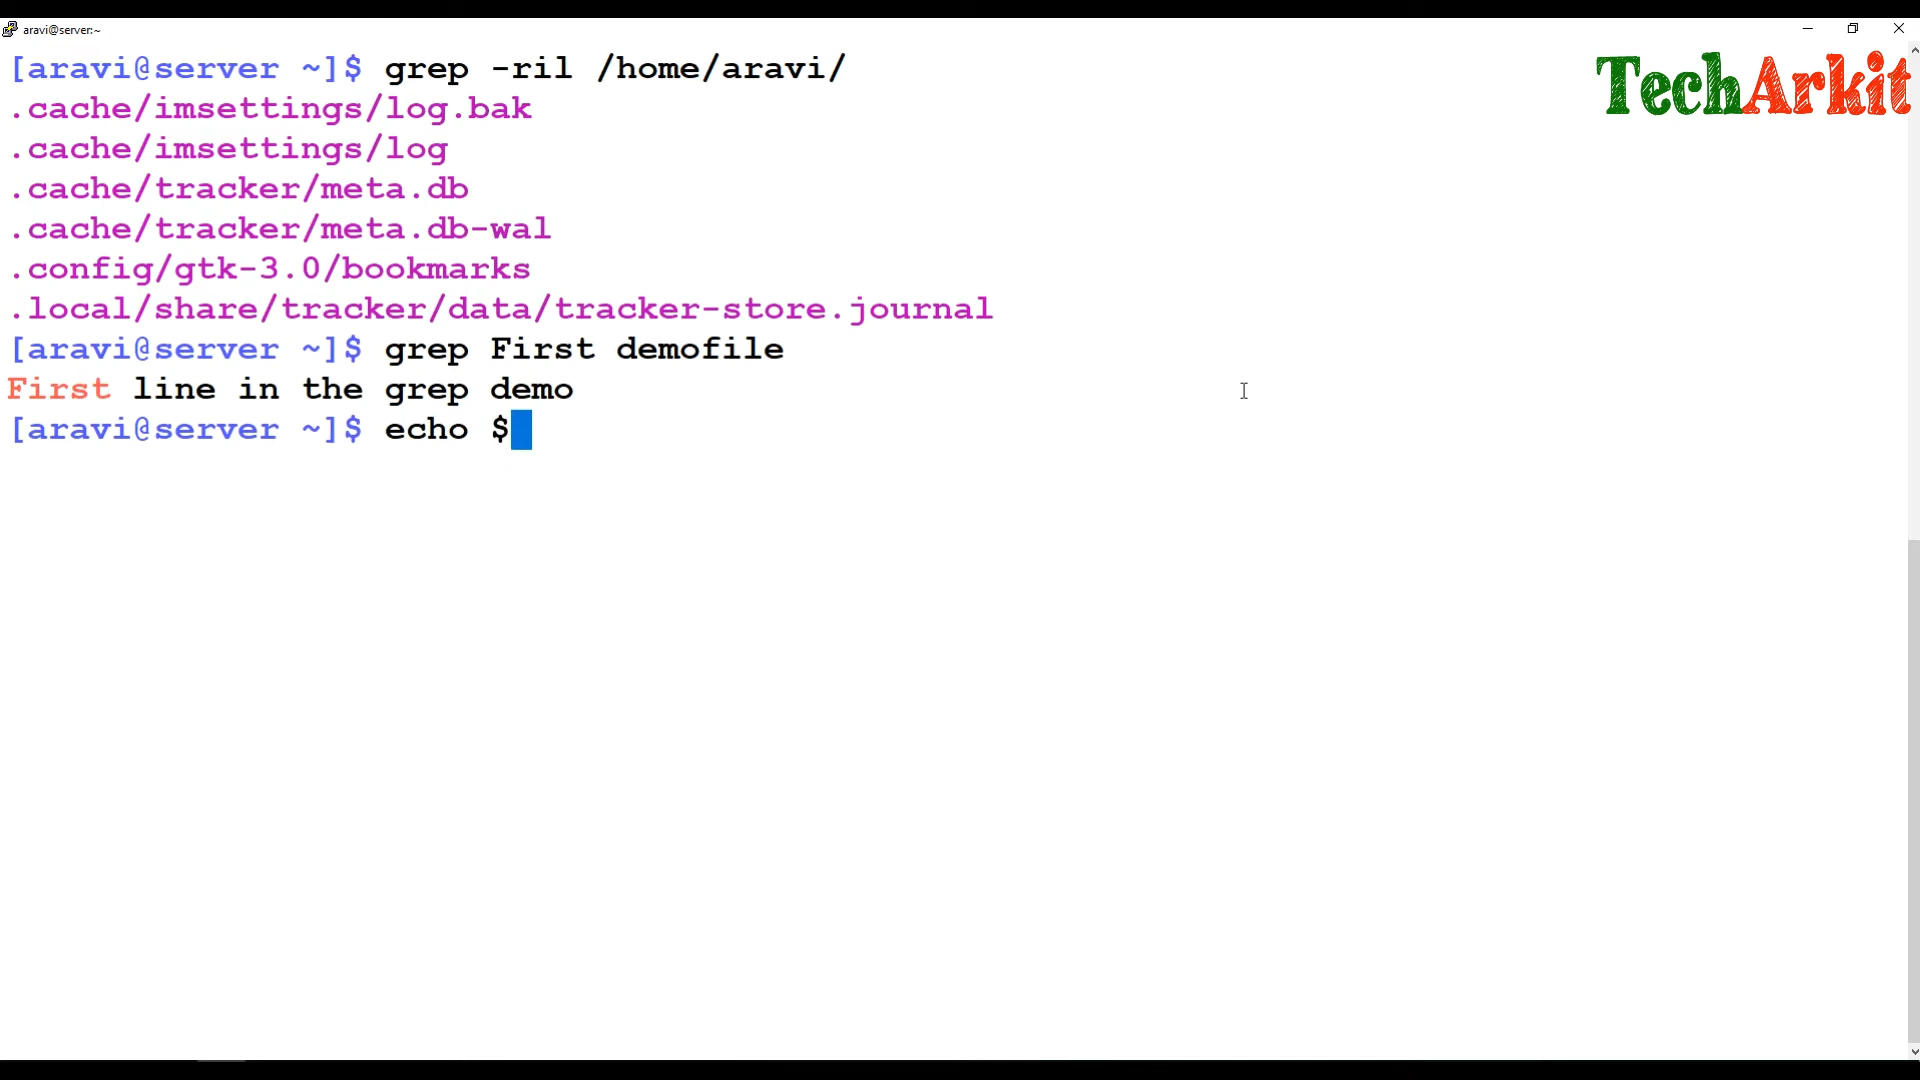 aravi@server:~
TechArkit
[aravi@server ~]$ grep -ril /home/aravi/
.cache/imsettings/log.bak
.cache/imsettings/log
.cache/tracker/meta.db
.cache/tracker/meta.db-wal
.config/gtk-3.0/bookmarks
.local/share/tracker/data/tracker-store.journal
[aravi@server ~]$ grep First demofile
First line in the grep demo
[aravi@server ~]$ echo $